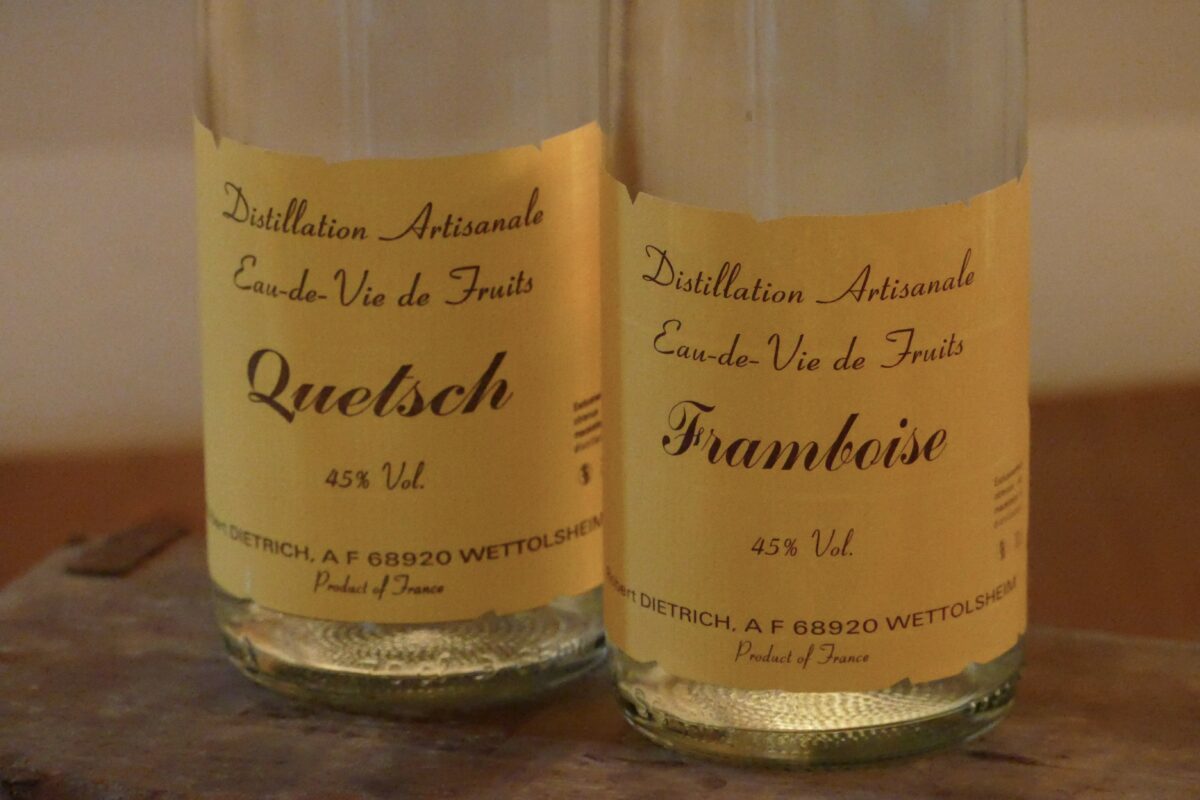 Distillation Artisanale
Eau-de-Vie de Fruits
Quetsch
45% Vol.
DIETRICH, A F 68920 WETTOLSHEIM
Product of France
Distillation Artisanale
Eau-de-Vie de Fruits
Framboise
45% Vol.
Robert DIETRICH, A F 68920 WETTOLSHEIM
Product of France